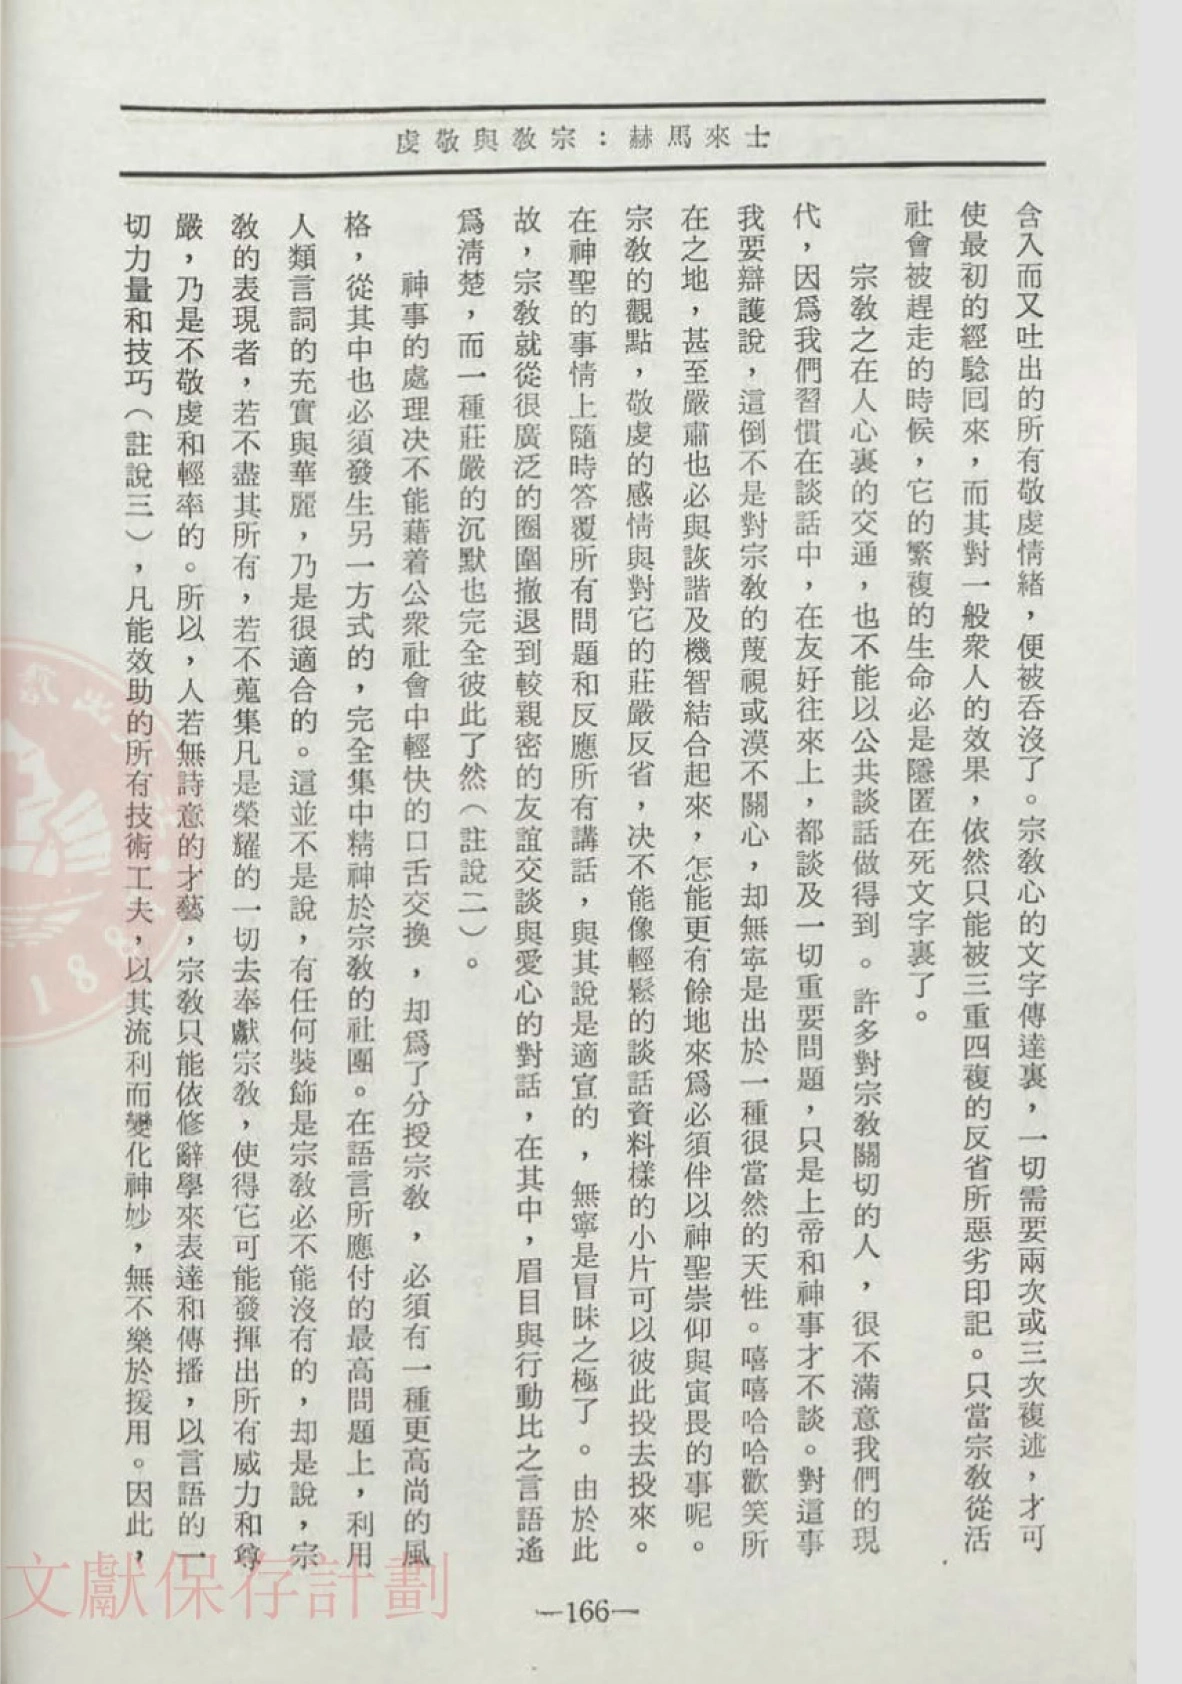 士來馬赫：宗教與敬虔
含入而又吐出的所有敬虔情緒，便被吞沒了。宗教心的文字傳達裏，一切需要兩次或三次複述，才可
使最初的經驗回來，而其對一般衆人的效果，依然只能被三重四複的反省所惡劣印記。只當宗教從活
社會被趕走的時候，它的繁複的生命必是隱匿在死文字裏了。
宗教之在人心裏的交通，也不能以公共談話做得到。許多對宗教關切的人，很不滿意我們的現
代，因爲我們習慣在談話中，在友好往來上，都談及一切重要問題，只是上帝和神事才不談。對這事
我要辯護說，這倒不是對宗教的蔑視或漠不關心，却無寧是出於一種很當然的天性。嘻嘻哈哈歡笑所
在之地，甚至嚴肅也必與詼諧及機智結合起來，怎能更有餘地來爲必須伴以神聖崇仰與寅畏的事呢。
宗教的觀點，敬虔的感情與對它的莊嚴反省，决不能像輕鬆的談話資料樣的小片可以彼此投去投來。
在神聖的事情上隨時答覆所有問題和反應所有講話，與其說是適宜的，無寧是冒昧之極了。由於此
故，宗教就從很廣泛的圈圍撤退到較親密的友誼交談與愛心的對話，在其中，眉目與行動比之言語遙
爲清楚，而一種莊嚴的沉默也完全彼此了然（註說二）。
神事的處理決不能藉着公衆社會中輕快的口舌交換，却爲了分授宗教，必須有一種更高尚的風
格，從其中也必須發生另一方式的，完全集中精神於宗教的社團。在語言所應付的最高問題上，利用
人類言詞的充實與華麗，乃是很適合的。這並不是說，有任何裝飾是宗教必不能沒有的，却是說，宗
教的表現者，若不盡其所有，若不蒐集凡是榮耀的一切去奉獻宗教，使得它可能發揮出所有威力和尊
嚴，乃是不敬虔和輕率的。所以，人若無詩意的才藝，宗教只能依修辭學來表達和傳播，以言語的一
切力量和技巧（註說三），凡能效助的所有技術工夫，以其流利而變化神妙，無不樂於援用。因此，
—166—
文獻保存計劃